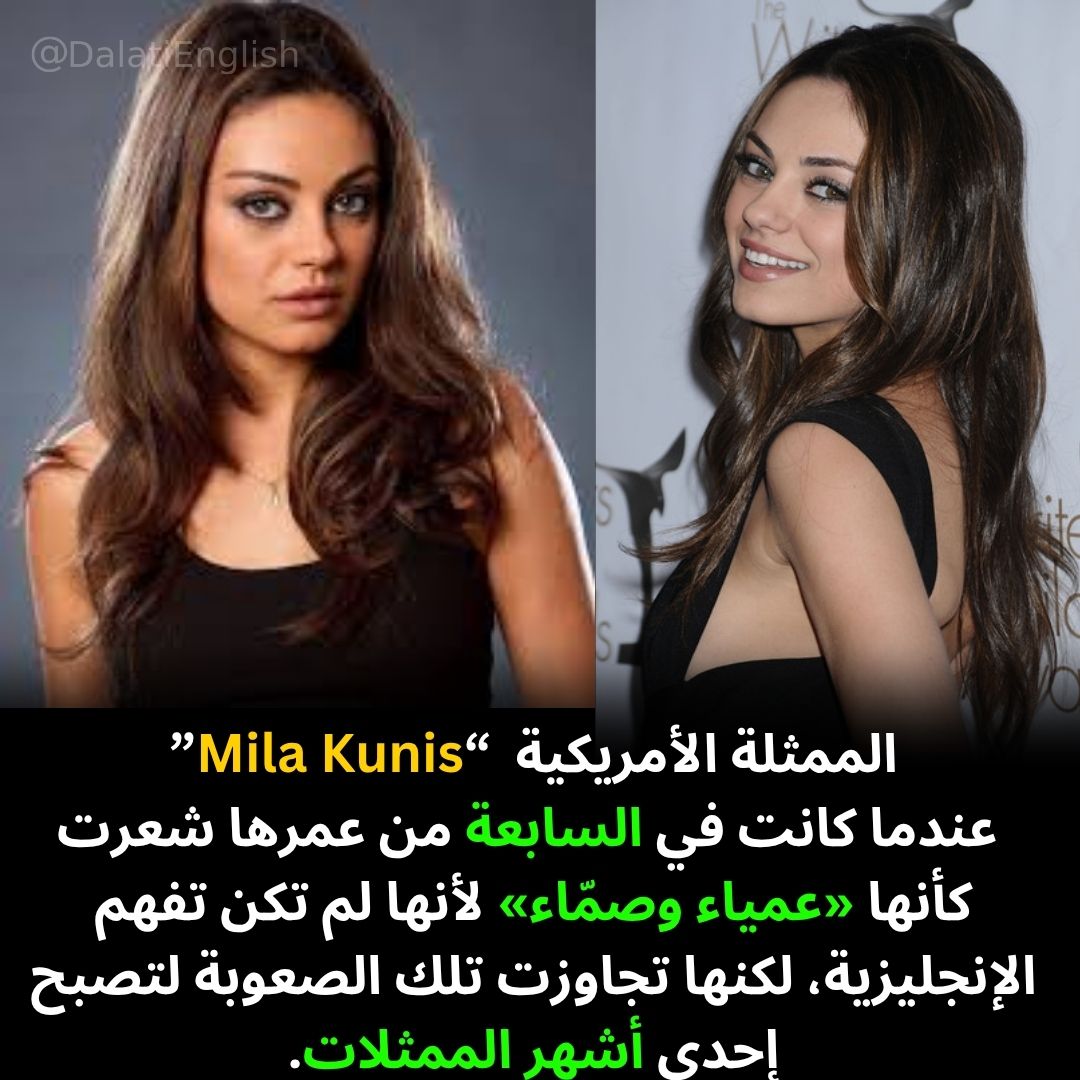 @DalatiEnglish
The
الممثلة الأمريكية “Mila Kunis”
عندما كانت في السابعة من عمرها شعرت
كأنها «عمياء وصمّاء» لأنها لم تكن تفهم
الإنجليزية، لكنها تجاوزت تلك الصعوبة لتصبح
إحدى أشهر الممثلات.